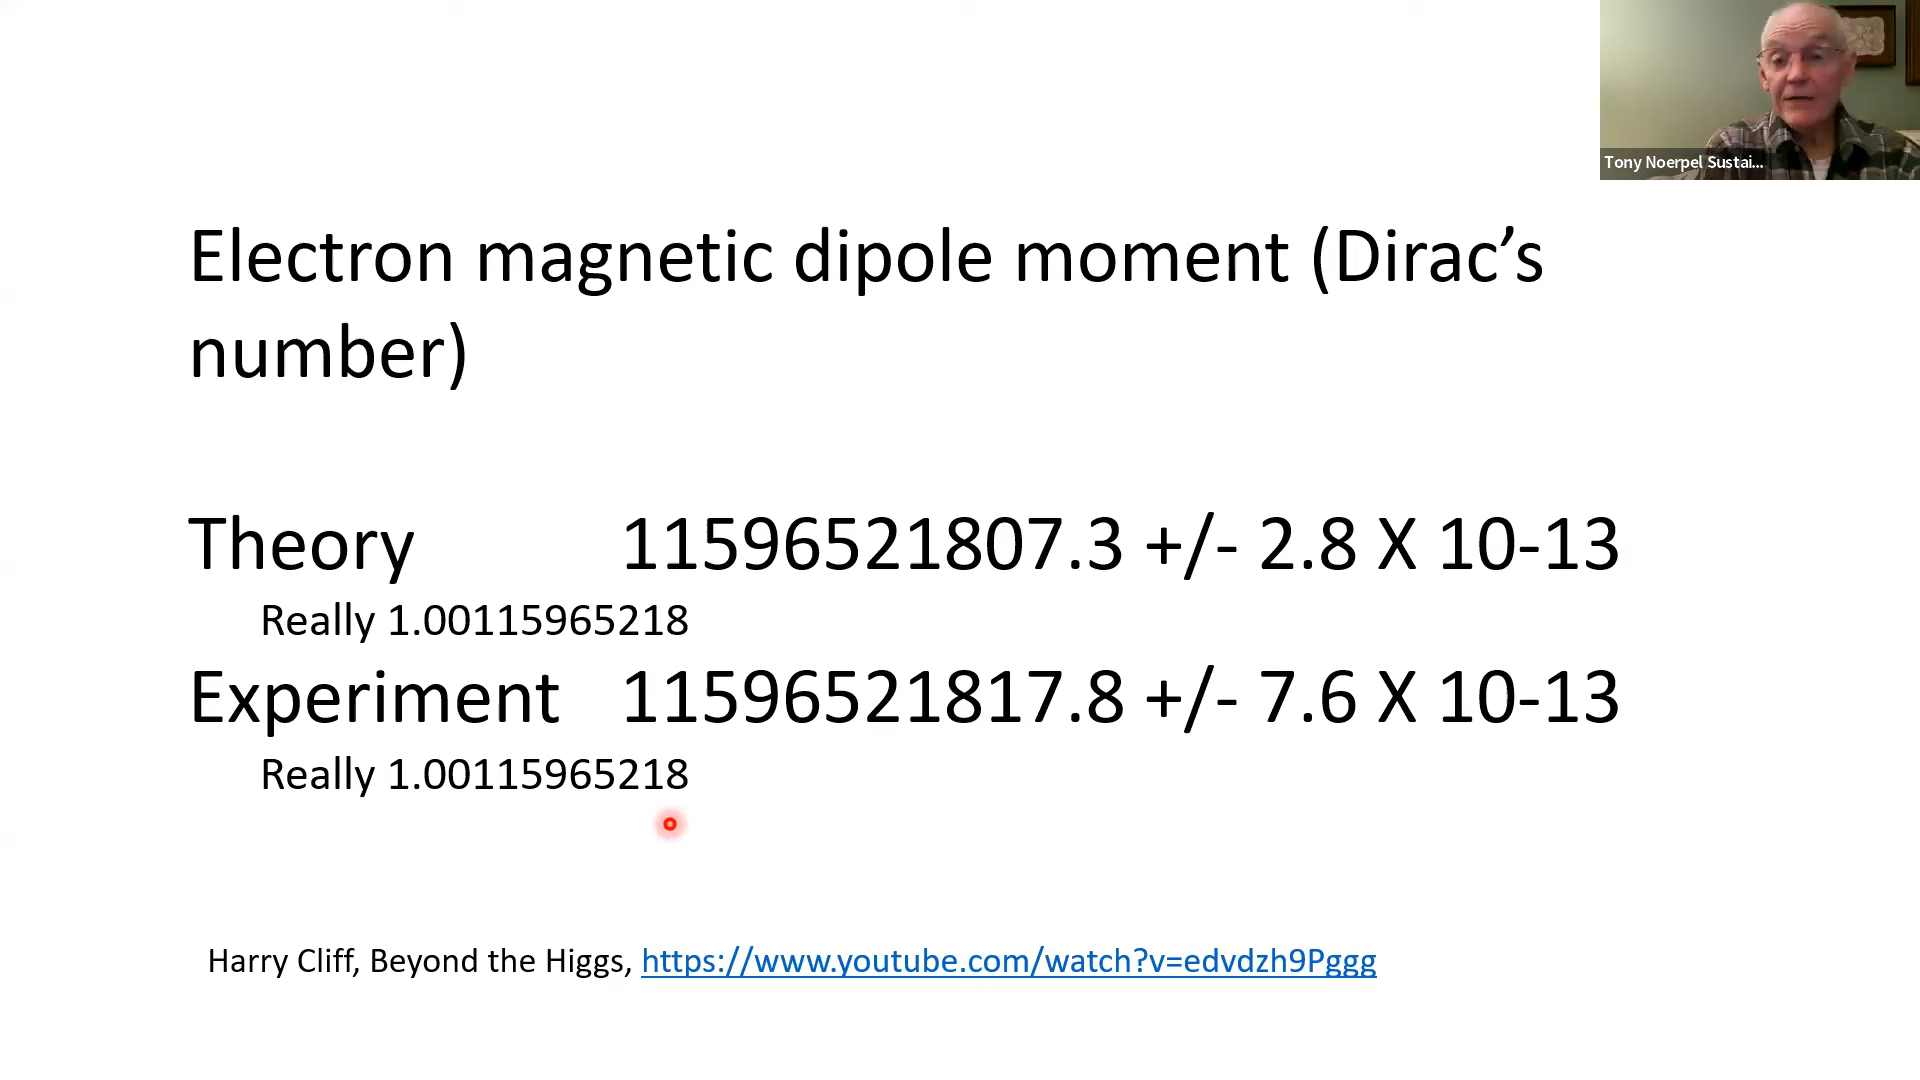 Tony Noerpel Sustai...
Electron magnetic dipole moment (Dirac’s
number)
Theory 11596521807.3 +/- 2.8 X 10-13
Really 1.00115965218
Experiment 11596521817.8 +/- 7.6 X 10-13
Really 1.00115965218
Harry Cliff, Beyond the Higgs, https://www.youtube.com/watch?v=edvdzh9Pggg